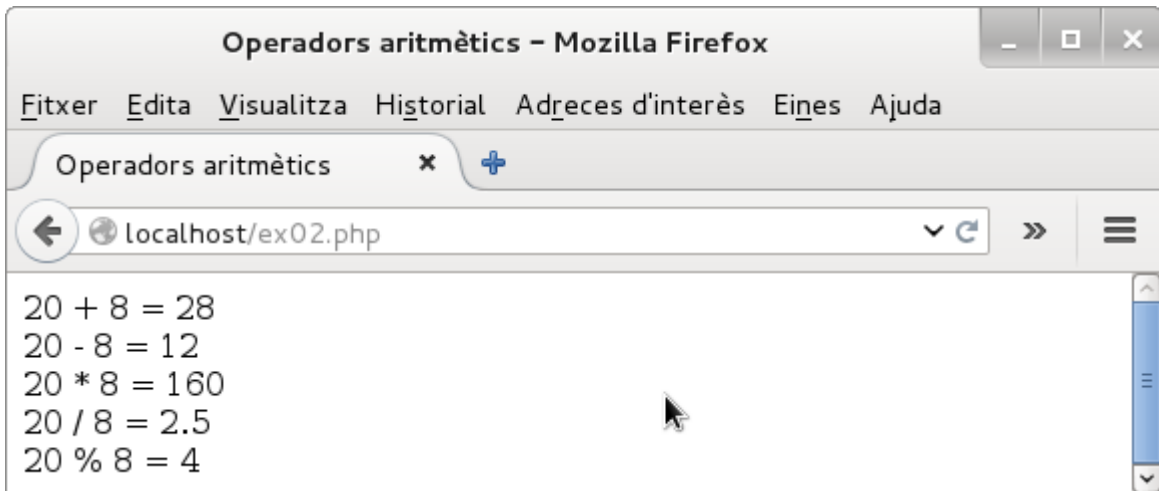 Operadors aritmètics - Mozilla Firefox
Fitxer Edita Visualitza Historial Adreces d'interès Eines Ajuda
Operadors aritmètics
localhost/ex02.php
20 + 8 = 28
20 - 8 = 12
20 * 8 = 160
20 / 8 = 2.5
20 % 8 = 4